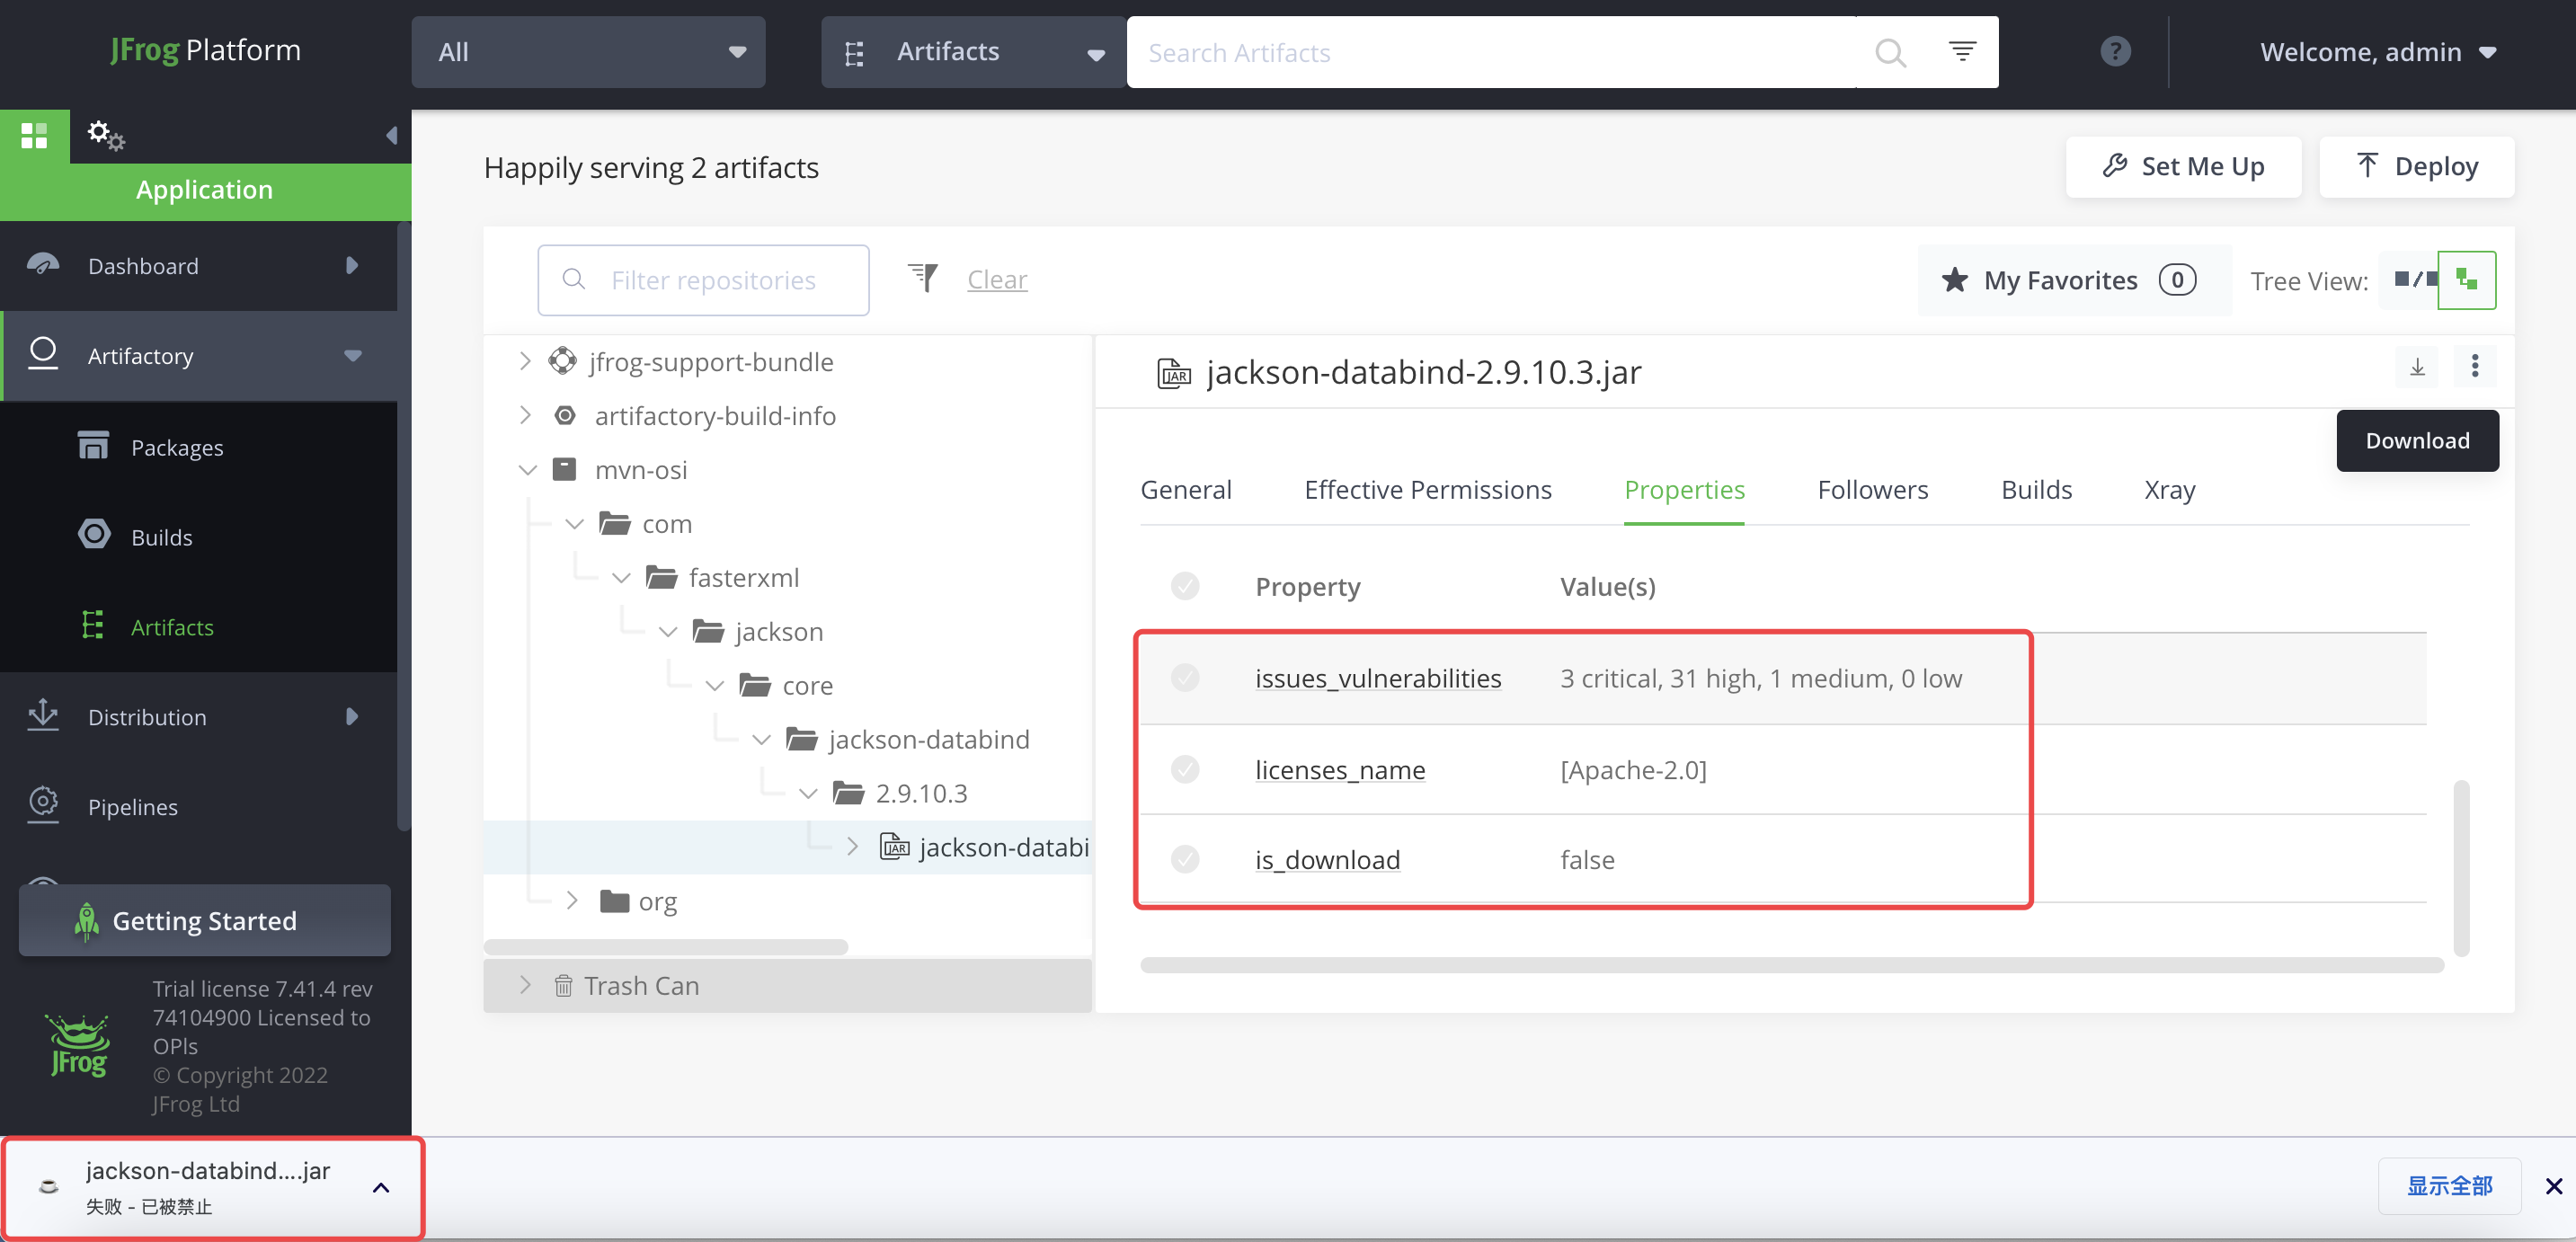 JFrog Platform
All
Artifacts
Search Artifacts
?
Welcome, admin
Application
Happily serving 2 artifacts
Set Me Up
Deploy
Dashboard
Artifactory
Packages
Builds
Artifacts
Distribution
Pipelines
Getting Started
JFrog
Trial license 7.41.4 rev
74104900 Licensed to
OPIs
© Copyright 2022
JFrog Ltd
Filter repositories
Clear
My Favorites
0
Tree View:
jfrog-support-bundle
artifactory-build-info
mvn-osi
com
fasterxml
jackson
core
jackson-databind
2.9.10.3
JAR jackson-databi
org
Trash Can
JAR jackson-databind-2.9.10.3.jar
Download
General
Effective Permissions
Properties
Followers
Builds
Xray
Property
Value(s)
issues_vulnerabilities
3 critical, 31 high, 1 medium, 0 low
licenses_name
[Apache-2.0]
is_download
false
jackson-databind....jar
失败 - 已被禁止
显示全部